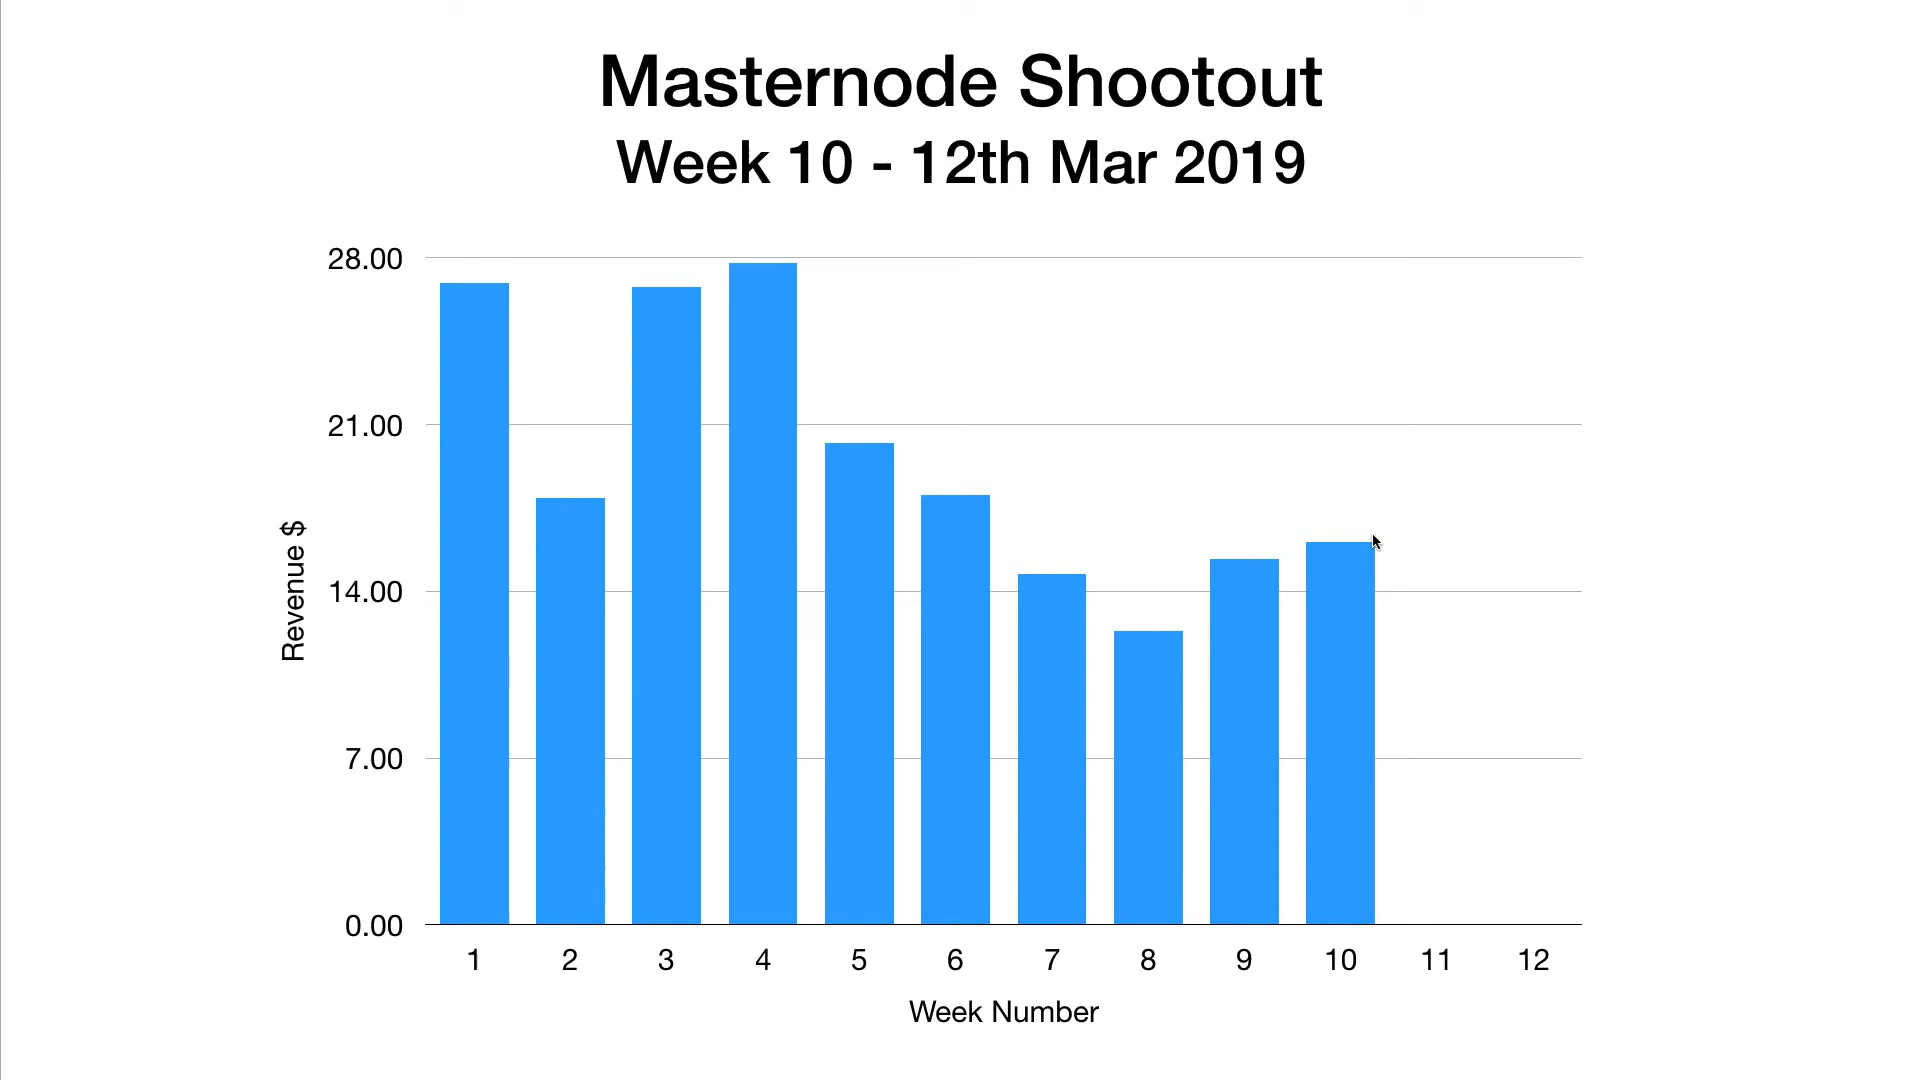 Masternode Shootout
Week 10 - 12th Mar 2019
28.00
21.00
14.00
7.00
0.00
Revenue $
1 2 3 4 5 6 7 8 9 10 11 12
Week Number